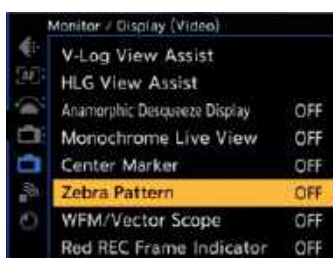 Monitor / Display (Video)
V-Log View Assist
HLG View Assist
Anamorphic Desqueeze Display OFF
Monochrome Live View OFF
Center Marker OFF
Zebra Pattern OFF
WFM/Vector Scope OFF
Red REC Frame Indicator OFF